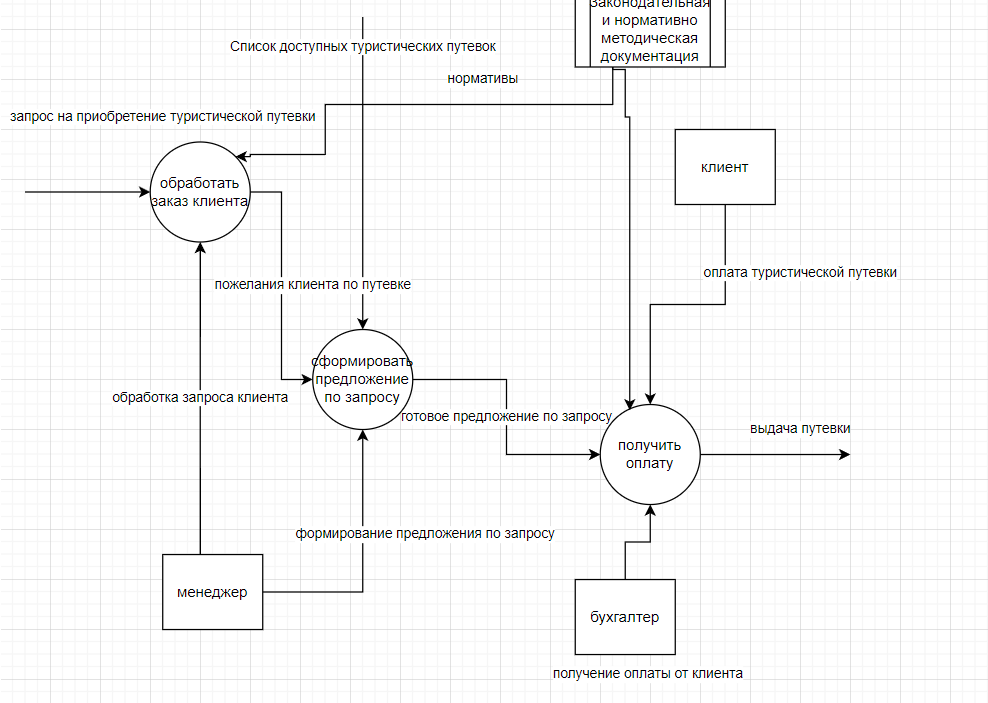 законодательная
и нормативно
методическая
документация
Список доступных туристических путевок
нормативы
запрос на приобретение туристической путевки
клиент
обработать
заказ клиента
оплата туристической путевки
пожелания клиента по путевке
сформировать
предложение
по запросу
обработка запроса клиента
готовое предложение по запросу
выдача путевки
получить
оплату
формирование предложения по запросу
менеджер
бухгалтер
получение оплаты от клиента